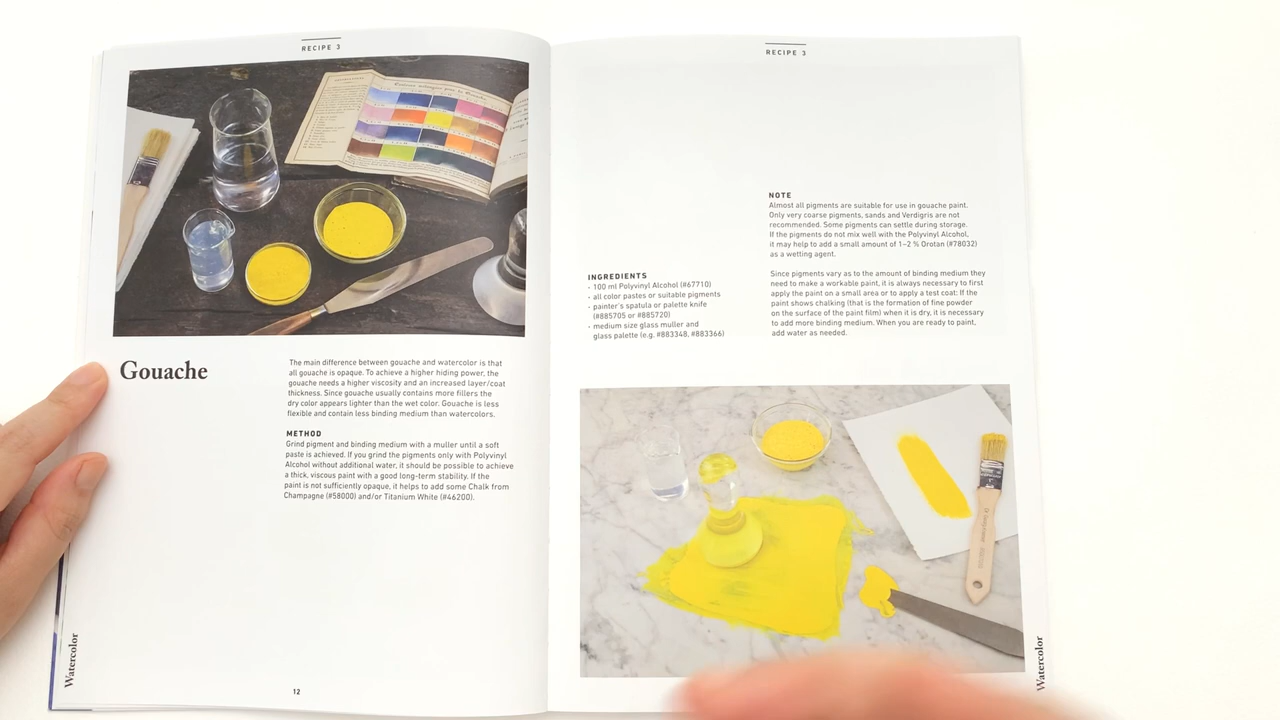 RECIPE 3
Gouache
The main difference between gouache and watercolor is that
all gouache is opaque. To achieve a higher hiding power, the
gouache needs a higher viscosity and an increased layer/coat
thickness. Since gouache usually contains more fillers the
dry color appears lighter than the wet color. Gouache is less
flexible and contain less binding medium than watercolors.
METHOD
Grind pigment and binding medium with a muller until a soft
paste is achieved. If you grind the pigments only with Polyvinyl
Alcohol without additional water, it should be possible to achieve
a thick, viscous paint with a good long-term stability. If the
paint is not sufficiently opaque, it helps to add some Chalk from
Champagne (#58000) and/or Titanium White (#46200).
Watercolor
12
RECIPE 3
INGREDIENTS
- 100 ml Polyvinyl Alcohol (#67710)
- all color pastes or suitable pigments
- painter's spatula or palette knife
(#885705 or #885720)
- medium size glass muller and
glass palette (e.g. #883348, #883366)
NOTE
Almost all pigments are suitable for use in gouache paint.
Only very coarse pigments, sands and Verdigris are not
recommended. Some pigments can settle during storage.
If the pigments do not mix well with the Polyvinyl Alcohol,
it may help to add a small amount of 1–2 % Orotan (#78032)
as a wetting agent.
Since pigments vary as to the amount of binding medium they
need to make a workable paint, it is always necessary to first
apply the paint on a small area or to apply a test coat: If the
paint shows chalking (that is the formation of fine powder
on the surface of the paint film) when it is dry, it is necessary
to add more binding medium. When you are ready to paint,
add water as needed.
Watercolor